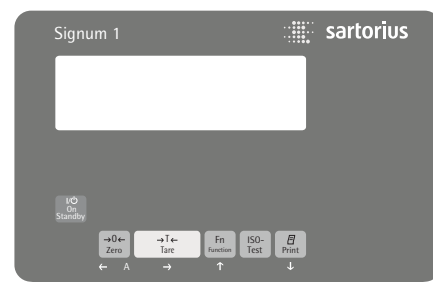 Signum 1
sartorius
I/⏻
On
Standby
→0←
Zero
→T←
Tare
Fn
Function
ISO-
Test
Print
← A → ↑ ↓